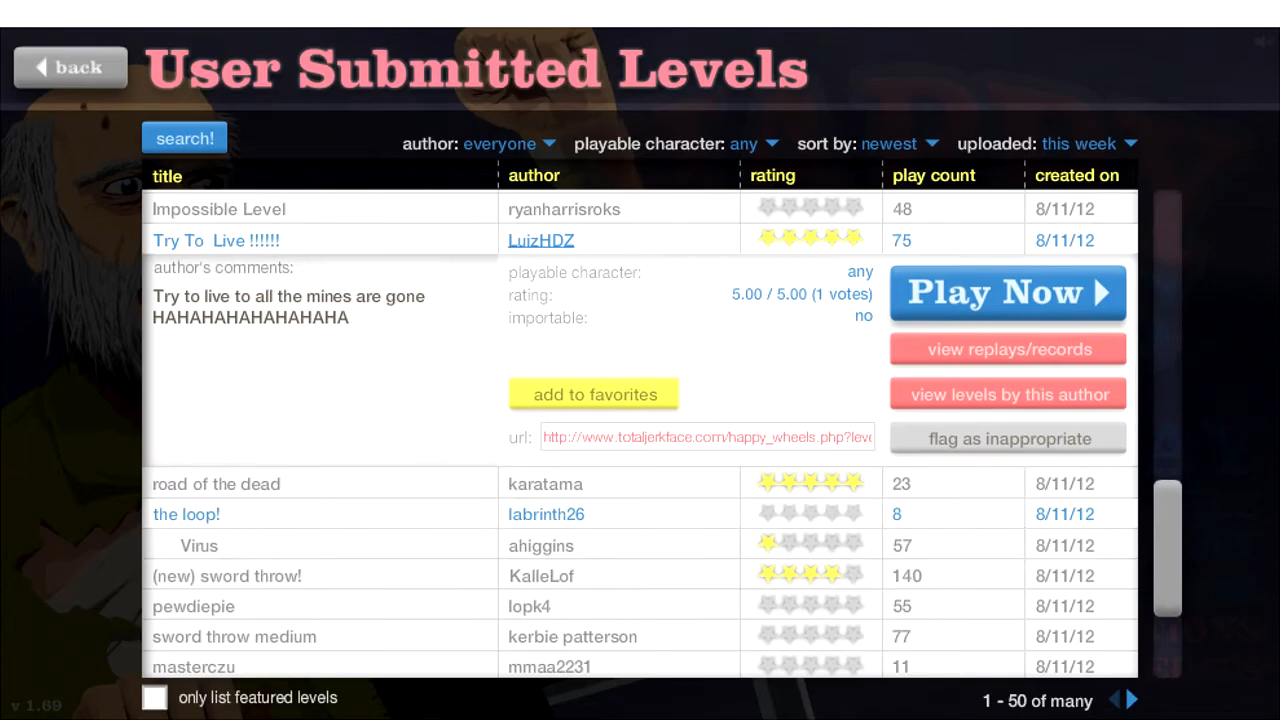 back
User Submitted Levels
search!
author: everyone playable character: any sort by: newest uploaded: this week
title author rating play count created on
Impossible Level ryanharrisroks 48 8/11/12
Try To Live !!!!!! LuizHDZ 75 8/11/12
author's comments:
Try to live to all the mines are gone
HAHAHAHAHAHAHAHA
playable character: any
rating: 5.00 / 5.00 (1 votes)
importable: no
Play Now
view replays/records
add to favorites
view levels by this author
url: http://www.totaljerkface.com/happy_wheels.php?leve
flag as inappropriate
road of the dead karatama 23 8/11/12
the loop! labrinth26 8 8/11/12
Virus ahiggins 57 8/11/12
(new) sword throw! KalleLof 140 8/11/12
pewdiepie lopk4 55 8/11/12
sword throw medium kerbie patterson 77 8/11/12
masterczu mmaa2231 11 8/11/12
only list featured levels
1 - 50 of many
v 1.69